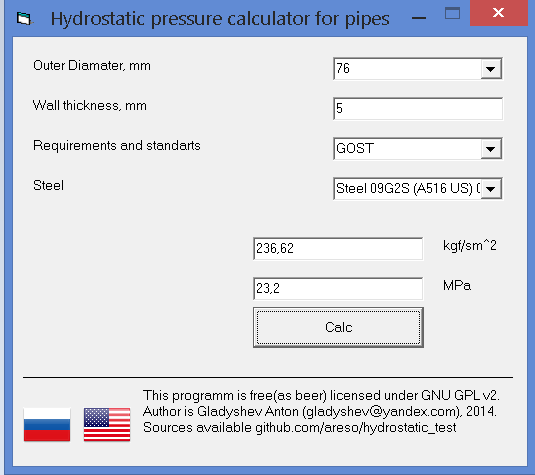 Hydrostatic pressure calculator for pipes
Outer Diamater, mm
76
Wall thickness, mm
5
Requirements and standarts
GOST
Steel
Steel 09G2S (A516 US) (
236,62
kgf/sm^2
23,2
MPa
Calc
This programm is free(as beer) licensed under GNU GPL v2.
Author is Gladyshev Anton (gladyshev@yandex.com), 2014.
Sources available github.com/areso/hydrostatic_test